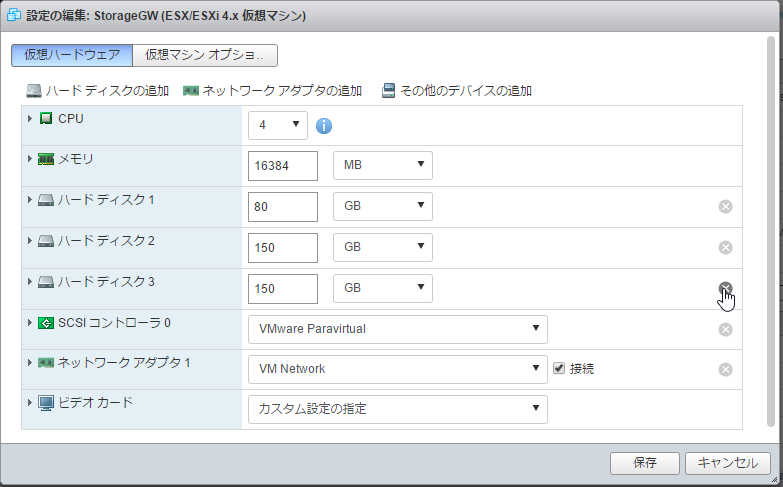 設定の編集: StorageGW (ESX/ESXi 4.x 仮想マシン)
仮想ハードウェア 仮想マシン オプショ..
ハード ディスクの追加 ネットワーク アダプタの追加 その他のデバイスの追加
CPU 4
メモリ 16384 MB
ハード ディスク 1 80 GB
ハード ディスク 2 150 GB
ハード ディスク 3 150 GB
SCSI コントローラ 0 VMware Paravirtual
ネットワーク アダプタ 1 VM Network 接続
ビデオ カード カスタム設定の指定
保存 キャンセル